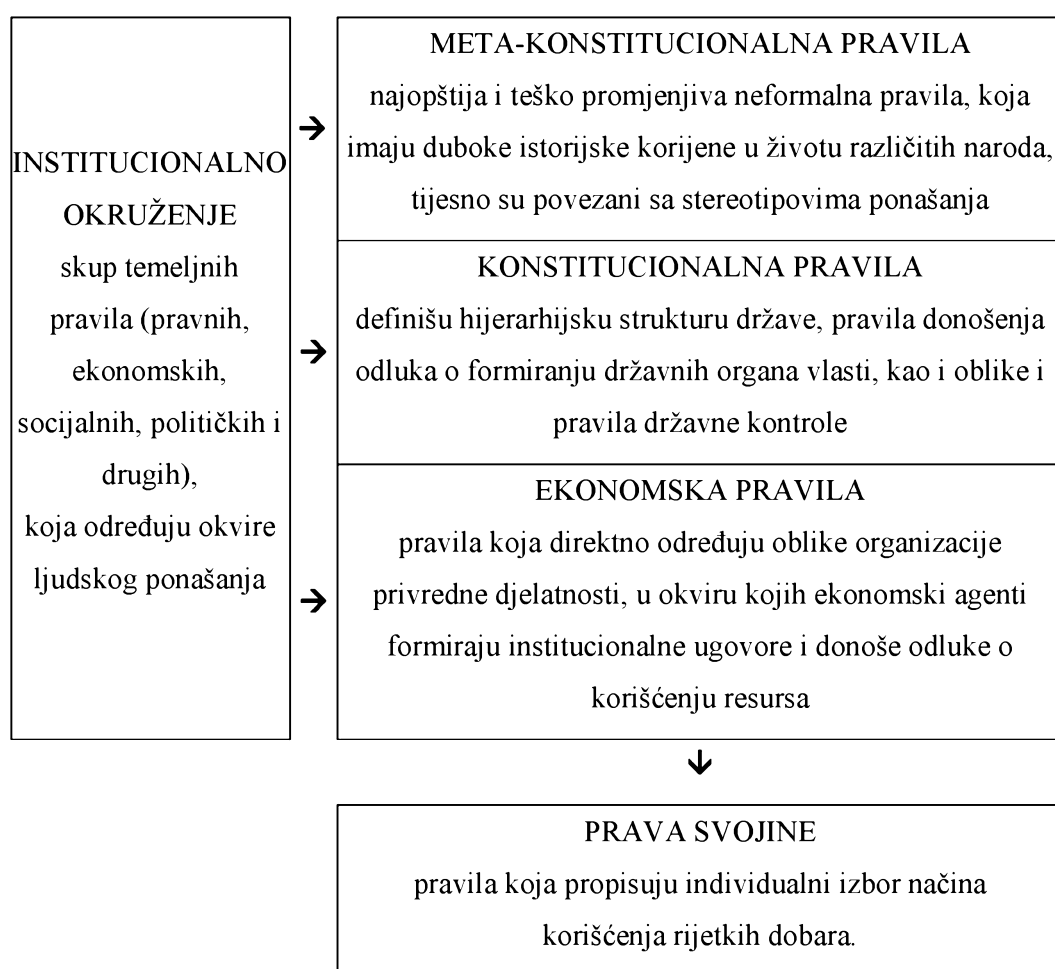 INSTITUCIONALNO
OKRUŽENJE
skup temeljnih
pravila (pravnih,
ekonomskih,
socijalnih, političkih i
drugih),
koja određuju okvire
ljudskog ponašanja
META-KONSTITUCIONALNA PRAVILA
najopštija i teško promjenjiva neformalna pravila, koja
imaju duboke istorijske korijene u životu različitih naroda,
tijesno su povezani sa stereotipovima ponašanja
KONSTITUCIONALNA PRAVILA
definišu hijerarhijsku strukturu države, pravila donošenja
odluka o formiranju državnih organa vlasti, kao i oblike i
pravila državne kontrole
EKONOMSKA PRAVILA
pravila koja direktno određuju oblike organizacije
privredne djelatnosti, u okviru kojih ekonomski agenti
formiraju institucionalne ugovore i donoše odluke o
korišćenju resursa
PRAVA SVOJINE
pravila koja propisuju individualni izbor načina
korišćenja rijetkih dobara.